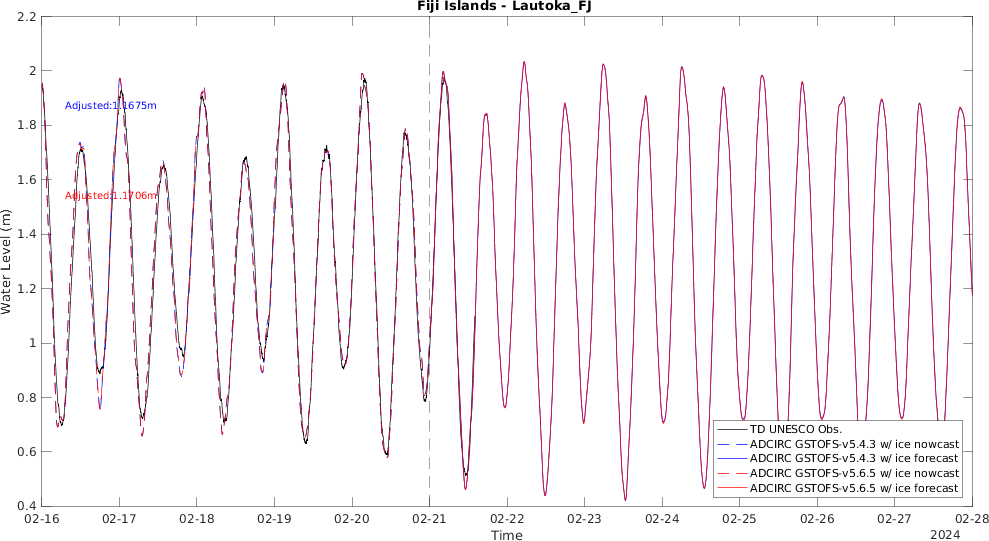 Fiji Islands - Lautoka_FJ
2.2
2
1.8
1.6
1.4
1.2
1
0.8
0.6
0.4
Water Level (m)
Adjusted:1.1675m
Adjusted:1.1706m
TD UNESCO Obs.
ADCIRC GSTOFS-v5.4.3 w/ ice nowcast
ADCIRC GSTOFS-v5.4.3 w/ ice forecast
ADCIRC GSTOFS-v5.6.5 w/ ice nowcast
ADCIRC GSTOFS-v5.6.5 w/ ice forecast
02-16 02-17 02-18 02-19 02-20 02-21 02-22 02-23 02-24 02-25 02-26 02-27 02-28
Time
2024